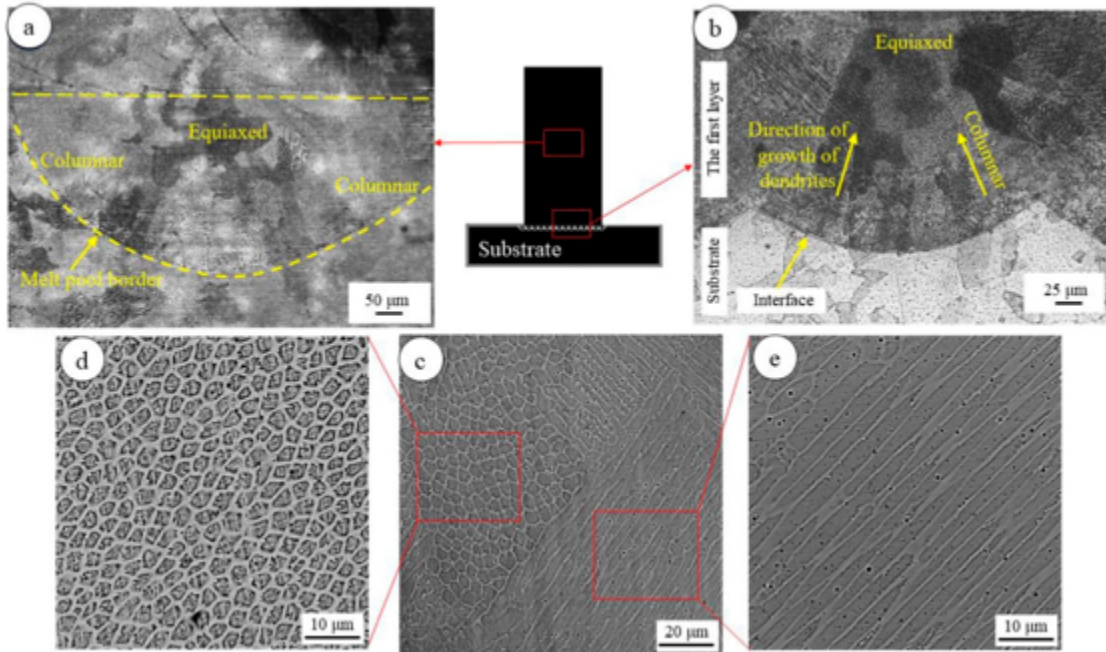 a
Equiaxed
Columnar
Columnar
Melt pool border
50 μm
Substrate
b
Equiaxed
The first layer
Direction of
growth of
dendrites
Columnar
Substrate
Interface
25 μm
d
10 μm
c
20 μm
e
10 μm